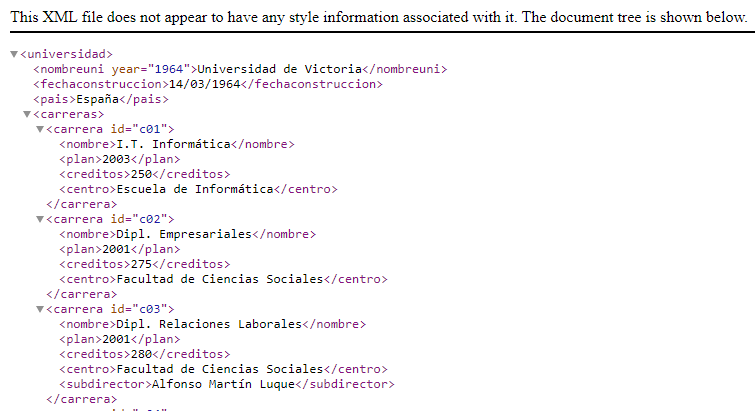 This XML file does not appear to have any style information associated with it. The document tree is shown below.
▼<universidad>
<nombreuni year="1964">Universidad de Victoria</nombreuni>
<fechaconstruccion>14/03/1964</fechaconstruccion>
<pais>España</pais>
▼<carreras>
▼<carrera id="c01">
<nombre>I.T. Informática</nombre>
<plan>2003</plan>
<creditos>250</creditos>
<centro>Escuela de Informática</centro>
</carrera>
▼<carrera id="c02">
<nombre>Dipl. Empresariales</nombre>
<plan>2001</plan>
<creditos>275</creditos>
<centro>Facultad de Ciencias Sociales</centro>
</carrera>
▼<carrera id="c03">
<nombre>Dipl. Relaciones Laborales</nombre>
<plan>2001</plan>
<creditos>280</creditos>
<centro>Facultad de Ciencias Sociales</centro>
<subdirector>Alfonso Martín Luque</subdirector>
</carrera>